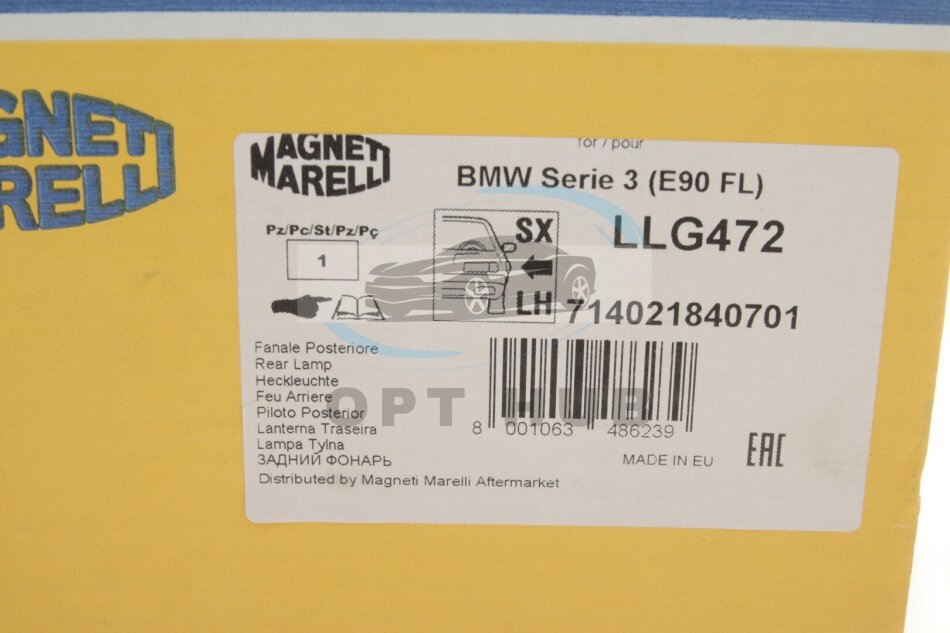 MAGNETI
MARELLI
MAGNETI
MARELLI
for / pour
BMW Serie 3 (E90 FL)
Pz/Pc/St/Pz/Pç
1
SX
LH
LLG472
714021840701
Fanale Posteriore
Rear Lamp
Heckleuchte
Feu Arriere
Piloto Posterior
Lanterna Traseira
Lampa Tylna
ЗАДНИЙ ФОНАРЬ
Distributed by Magneti Marelli Aftermarket
8 001063 486239
MADE IN EU
EAC
OPT HUB